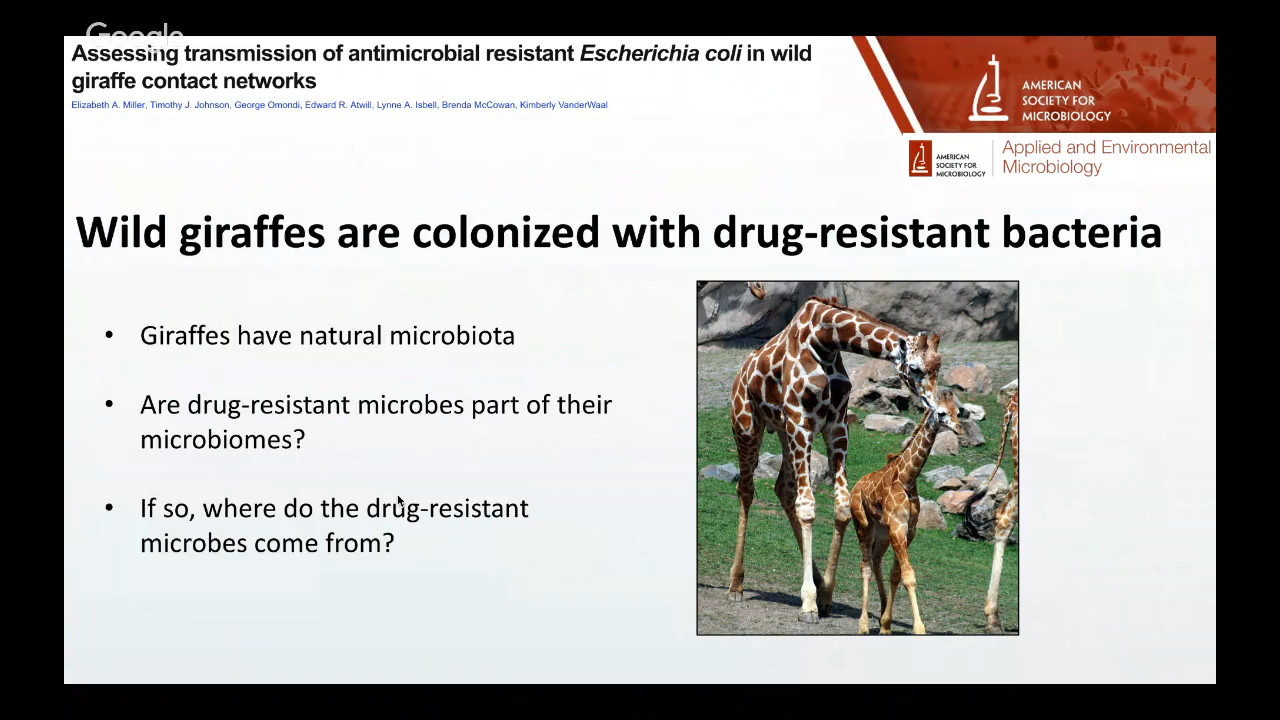 Google
Assessing transmission of antimicrobial resistant Escherichia coli in wild
giraffe contact networks
Elizabeth A. Miller, Timothy J. Johnson, George Omondi, Edward R. Atwill, Lynne A. Isbell, Brenda McCowan, Kimberly VanderWaal
AMERICAN
SOCIETY FOR
MICROBIOLOGY
AMERICAN
SOCIETY FOR
MICROBIOLOGY
Applied and Environmental
Microbiology
Wild giraffes are colonized with drug-resistant bacteria
• Giraffes have natural microbiota
• Are drug-resistant microbes part of their
microbiomes?
• If so, where do the drug-resistant
microbes come from?